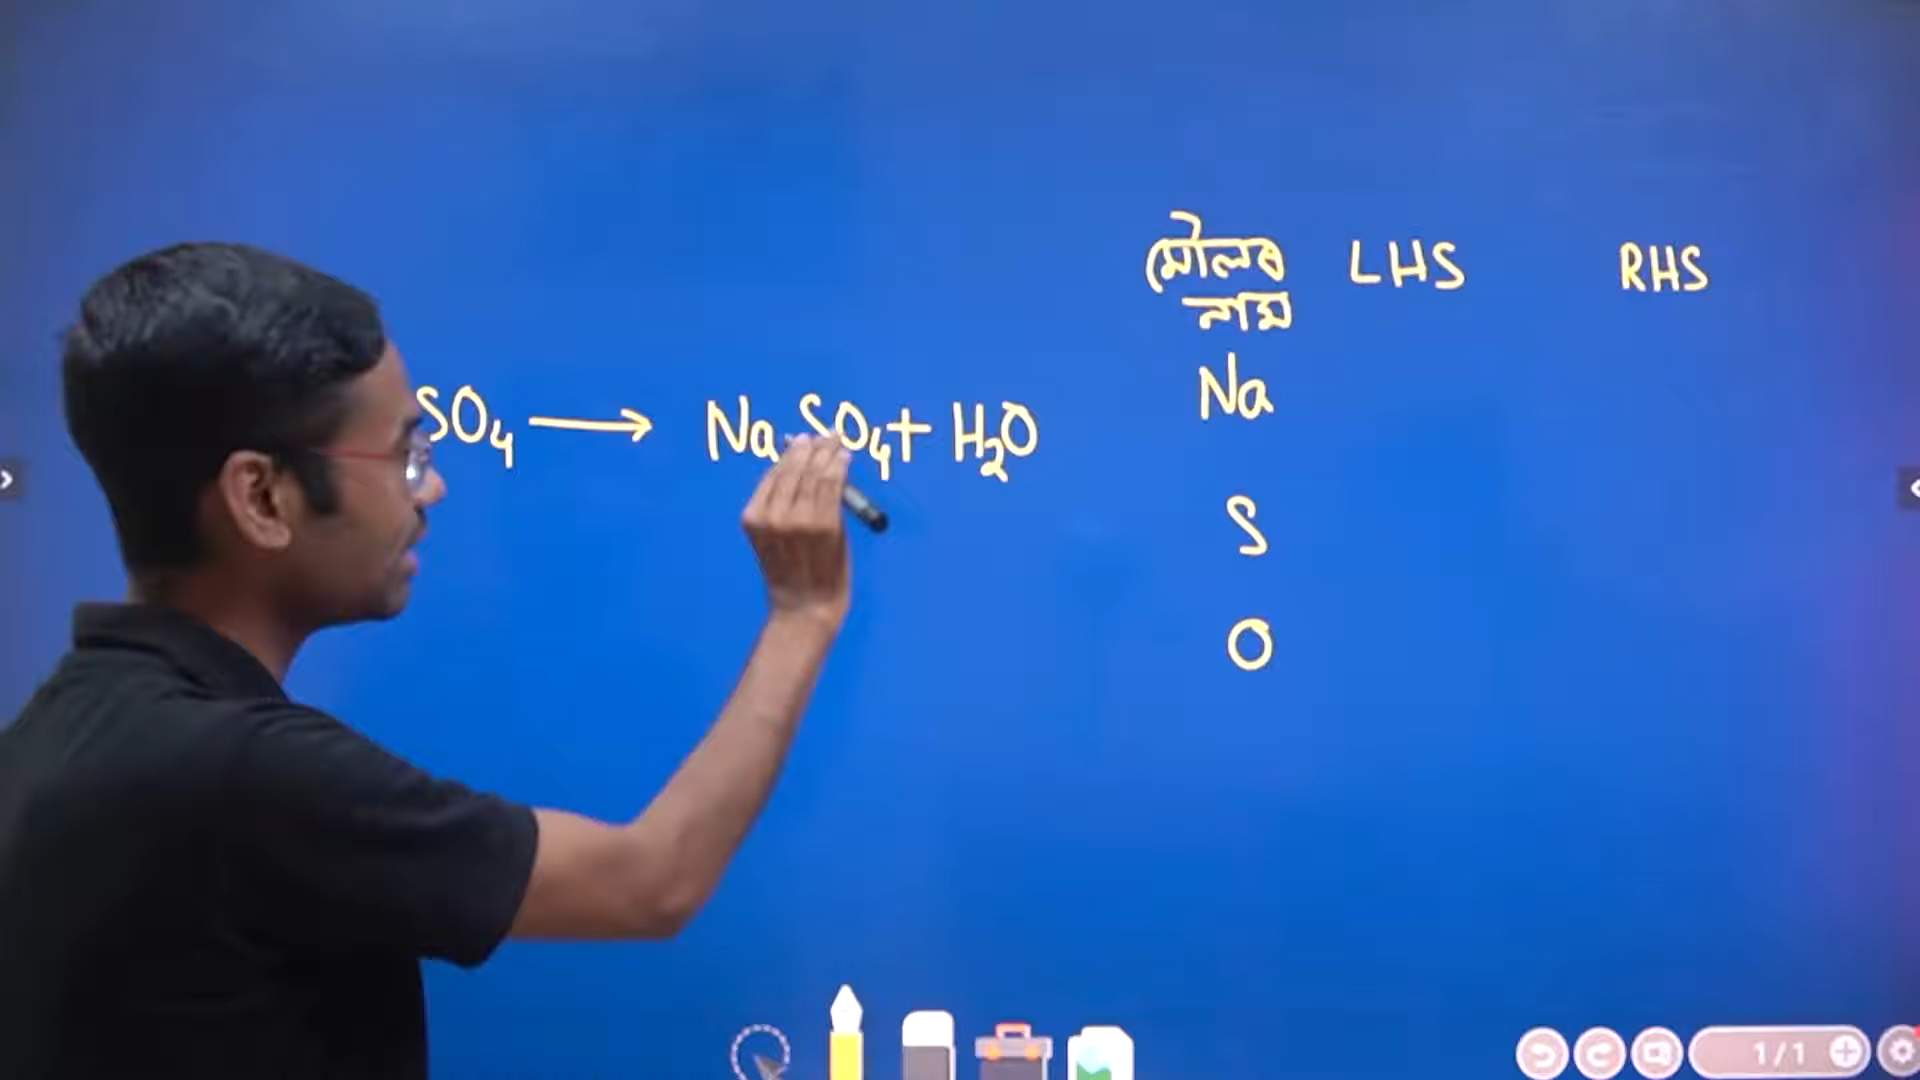 মৌলৰ নাম LHS RHS
SO₄ → Na SO₄ + H₂O
Na
S
O
1/1